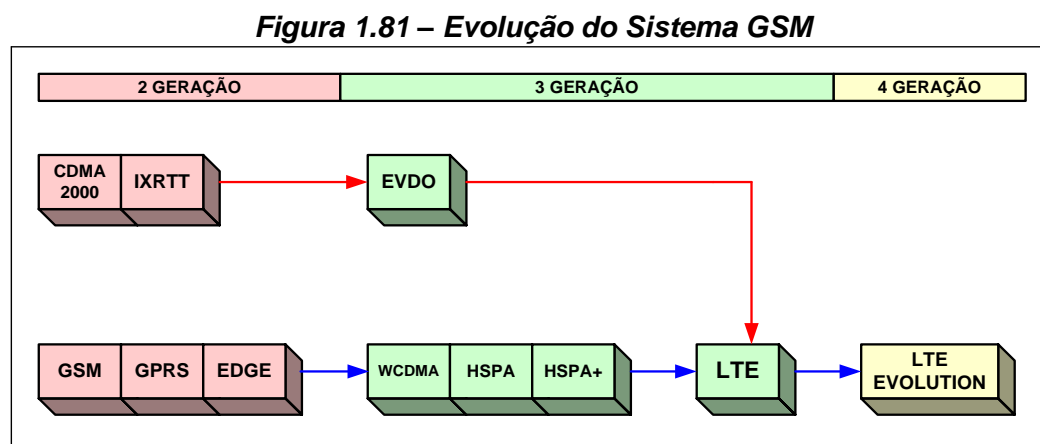 Figura 1.81 – Evolução do Sistema GSM
2 GERAÇÃO
3 GERAÇÃO
4 GERAÇÃO
CDMA
2000
IXRTT
EVDO
GSM
GPRS
EDGE
WCDMA
HSPA
HSPA+
LTE
LTE
EVOLUTION